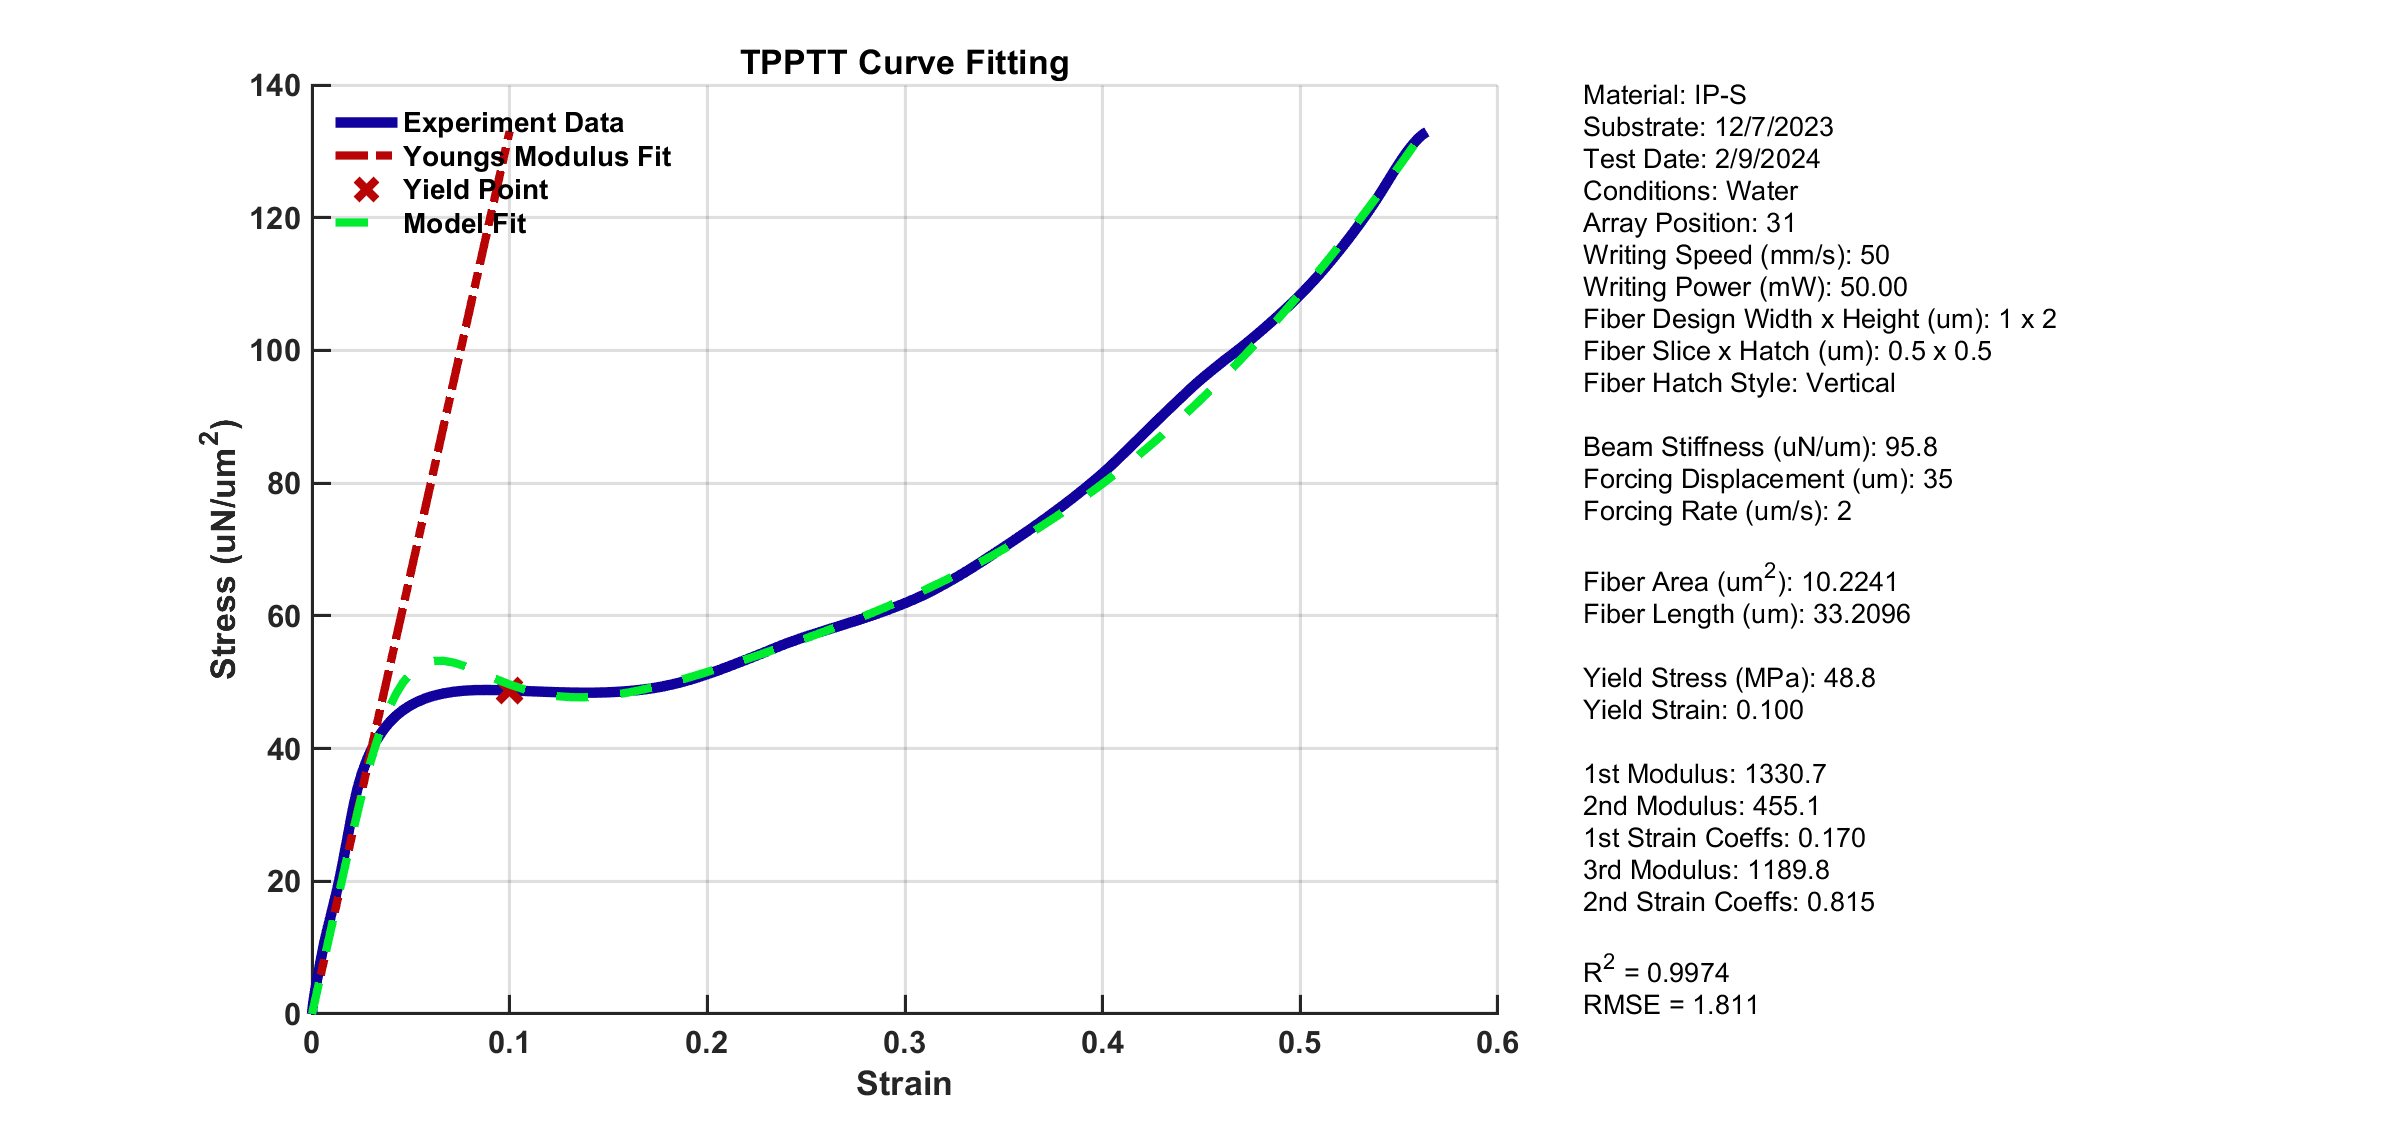 TPPTT Curve Fitting
140
120
100
80
60
40
20
0
Stress (uN/um²)
Experiment Data
Youngs Modulus Fit
Yield Point
Model Fit
0 0.1 0.2 0.3 0.4 0.5 0.6
Strain
Material: IP-S
Substrate: 12/7/2023
Test Date: 2/9/2024
Conditions: Water
Array Position: 31
Writing Speed (mm/s): 50
Writing Power (mW): 50.00
Fiber Design Width x Height (um): 1 x 2
Fiber Slice x Hatch (um): 0.5 x 0.5
Fiber Hatch Style: Vertical
Beam Stiffness (uN/um): 95.8
Forcing Displacement (um): 35
Forcing Rate (um/s): 2
Fiber Area (um²): 10.2241
Fiber Length (um): 33.2096
Yield Stress (MPa): 48.8
Yield Strain: 0.100
1st Modulus: 1330.7
2nd Modulus: 455.1
1st Strain Coeffs: 0.170
3rd Modulus: 1189.8
2nd Strain Coeffs: 0.815
R² = 0.9974
RMSE = 1.811